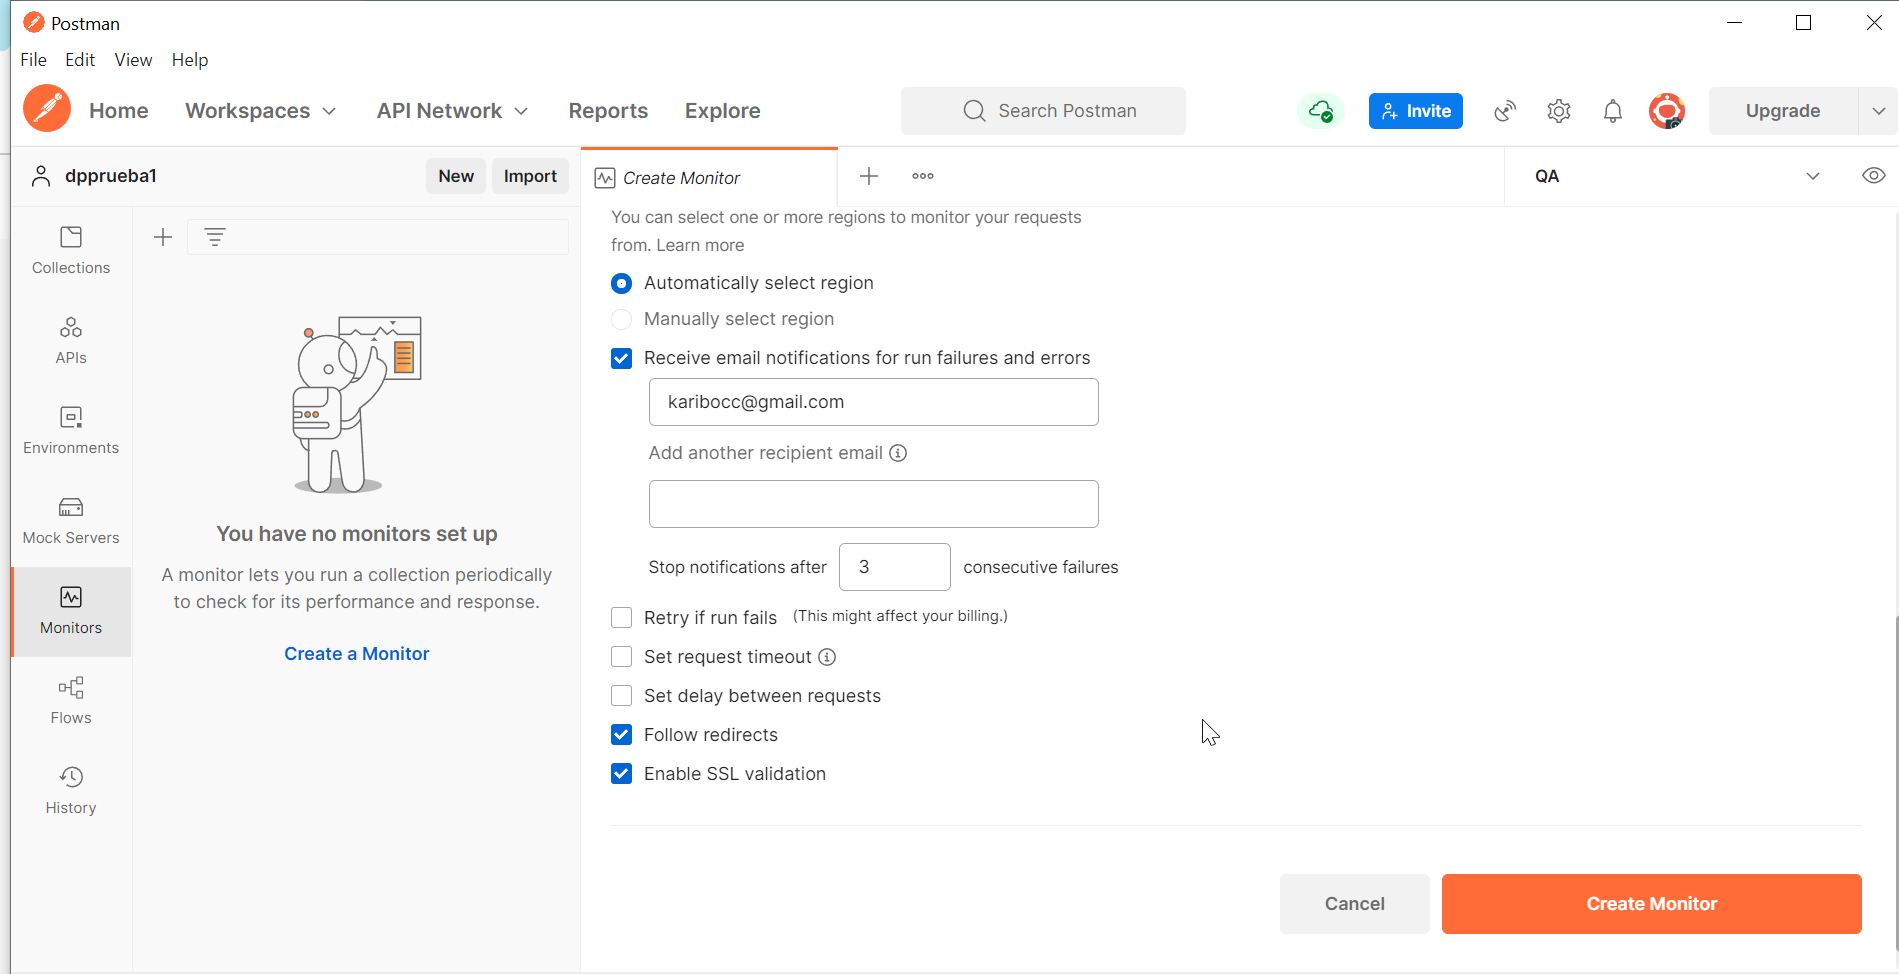 Postman
File Edit View Help
Home Workspaces API Network Reports Explore Search Postman Invite Upgrade
dpprueba1 New Import
Create Monitor
QA
Collections
APIs
Environments
Mock Servers
Monitors
Flows
History
You have no monitors set up
A monitor lets you run a collection periodically
to check for its performance and response.
Create a Monitor
You can select one or more regions to monitor your requests
from. Learn more
Automatically select region
Manually select region
Receive email notifications for run failures and errors
karibocc@gmail.com
Add another recipient email
Stop notifications after 3 consecutive failures
Retry if run fails (This might affect your billing.)
Set request timeout
Set delay between requests
Follow redirects
Enable SSL validation
Cancel Create Monitor